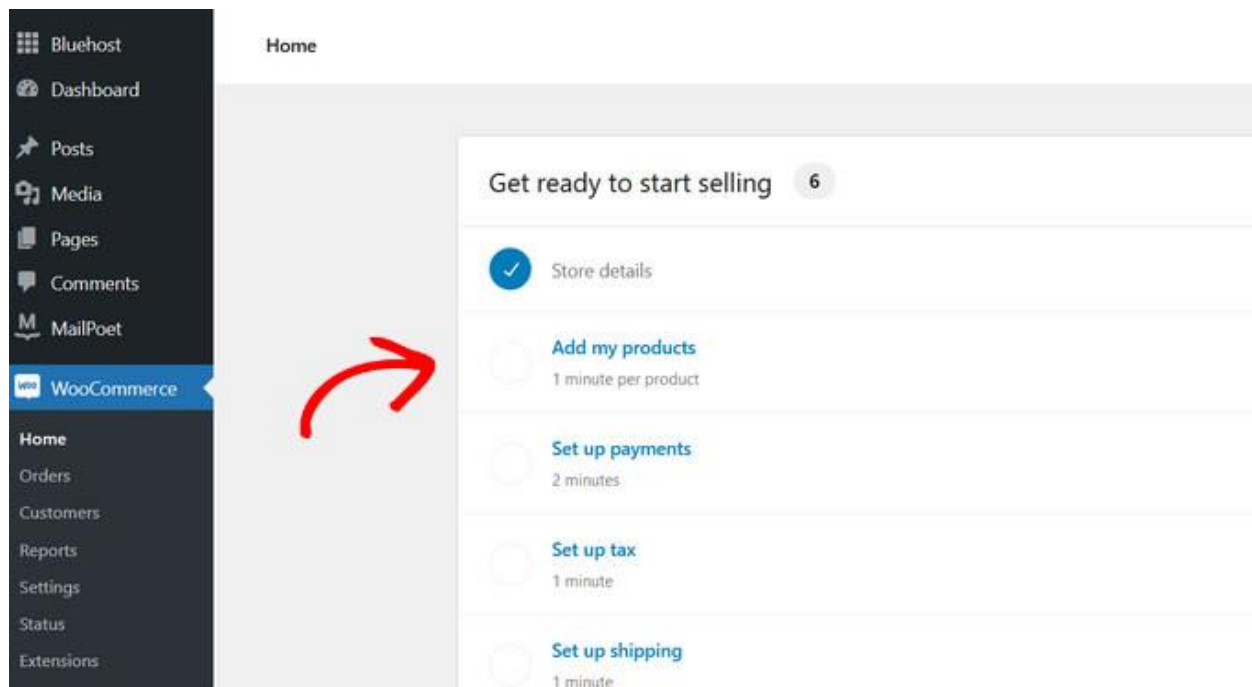 Bluehost
Dashboard
Posts
Media
Pages
Comments
MailPoet
WooCommerce
Home
Orders
Customers
Reports
Settings
Status
Extensions
Home
Get ready to start selling 6
Store details
Add my products
1 minute per product
Set up payments
2 minutes
Set up tax
1 minute
Set up shipping
1 minute